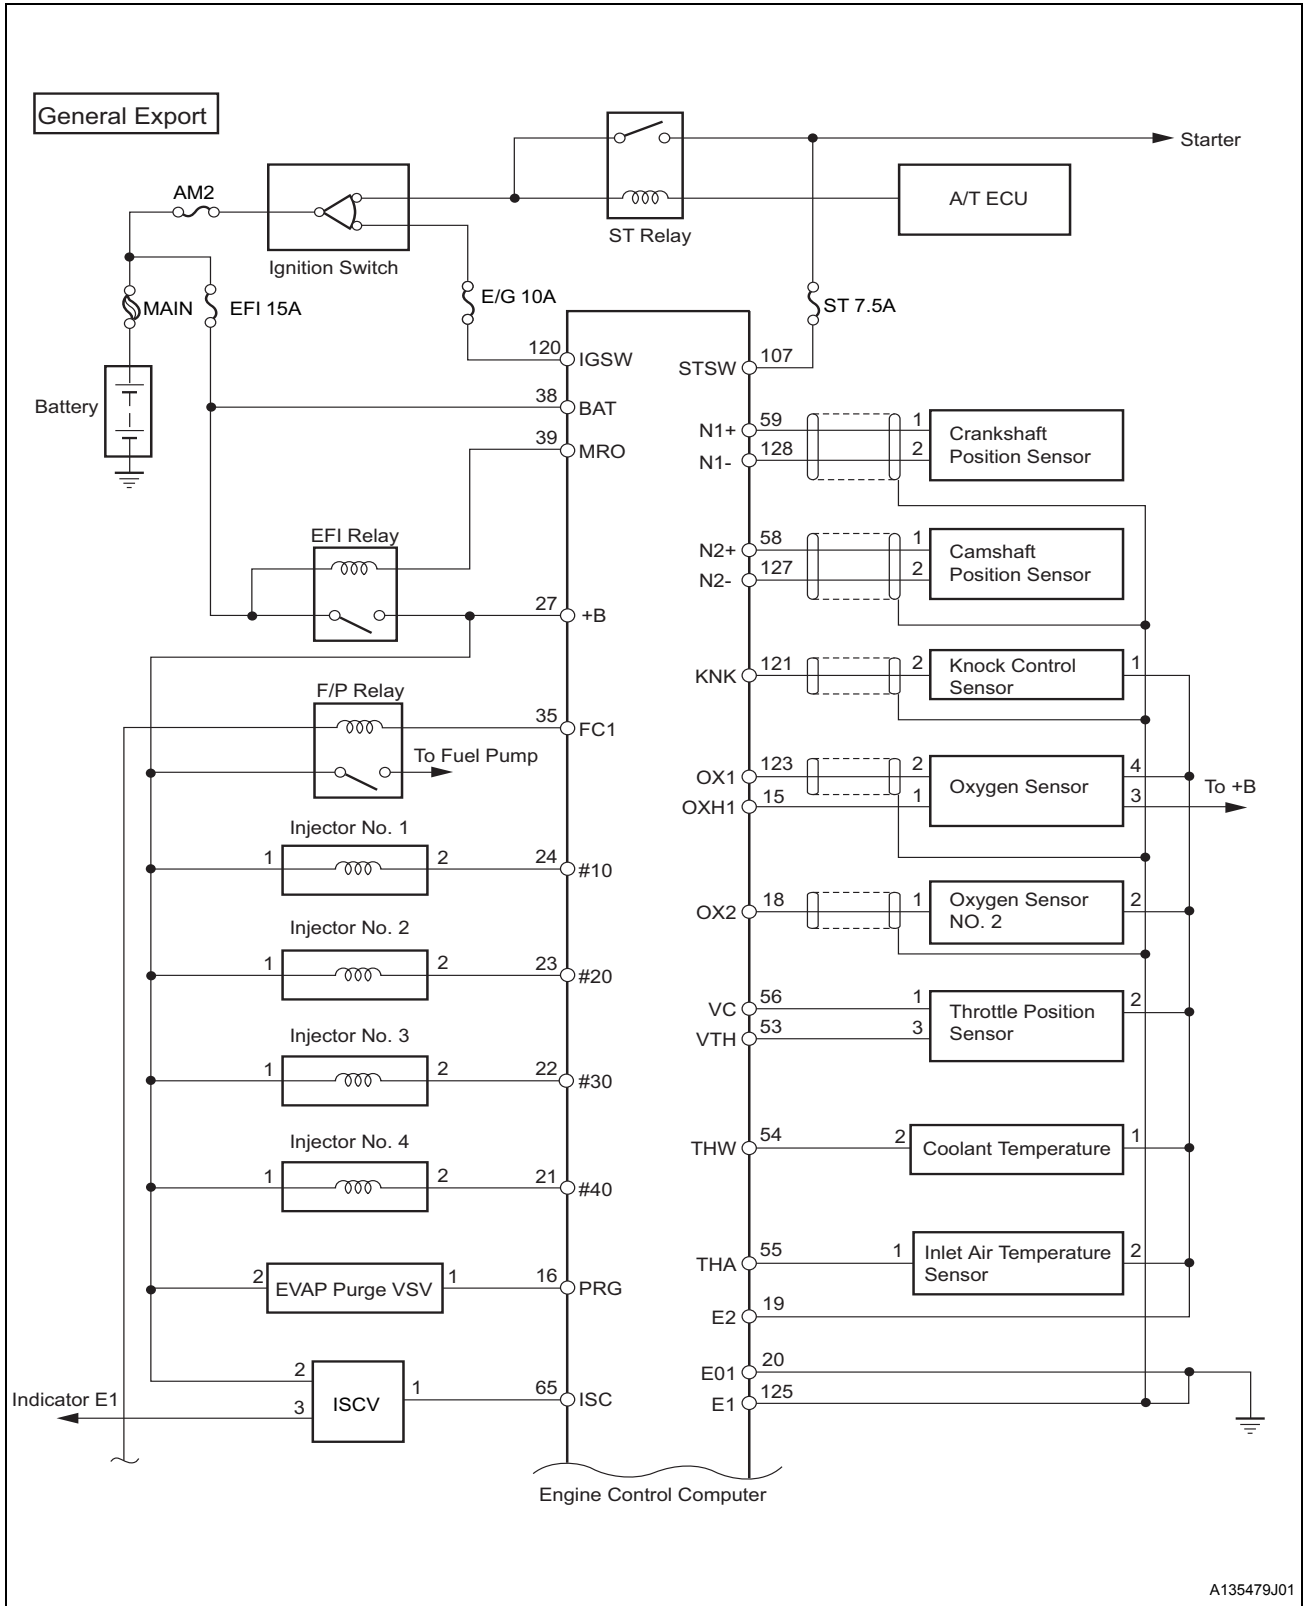 General Export
Starter
AM2
A/T ECU
ST Relay
Ignition Switch
MAIN
EFI 15A
E/G 10A
ST 7.5A
Battery
120
IGSW
STSW
107
38
BAT
39
MRO
N1+
59
1
N1-
128
2
Crankshaft
Position Sensor
EFI Relay
N2+
58
1
N2-
127
2
Camshaft
Position Sensor
27
+B
KNK
121
2
Knock Control
Sensor
1
F/P Relay
35
FC1
To Fuel Pump
OX1
123
2
OXH1
15
1
Oxygen Sensor
4
3
To +B
Injector No. 1
1
2
24
#10
OX2
18
1
Oxygen Sensor
NO. 2
2
Injector No. 2
1
2
23
#20
VC
56
1
VTH
53
3
Throttle Position
Sensor
2
Injector No. 3
1
2
22
#30
Injector No. 4
1
2
21
#40
THW
54
2
Coolant Temperature
1
THA
55
1
Inlet Air Temperature
Sensor
2
2
EVAP Purge VSV
1
16
PRG
E2
19
E01
20
E1
125
Indicator E1
2
3
ISCV
1
65
ISC
Engine Control Computer
A135479J01